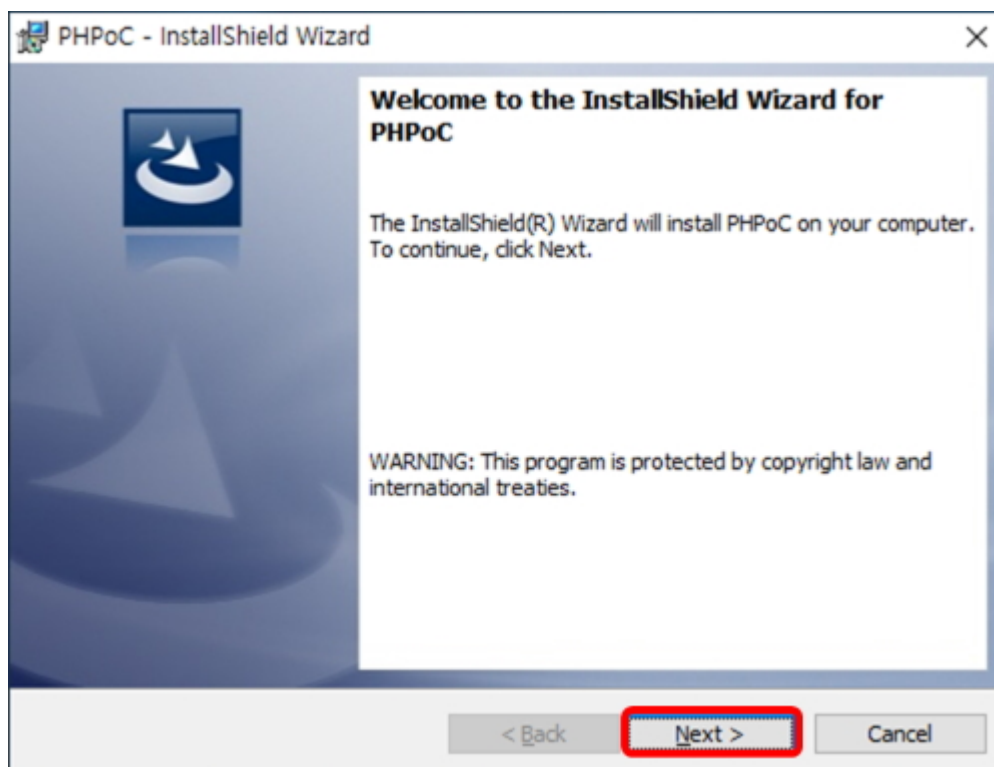 PHPoC - InstallShield Wizard
Welcome to the InstallShield Wizard for
PHPoC
The InstallShield(R) Wizard will install PHPoC on your computer.
To continue, click Next.
WARNING: This program is protected by copyright law and
international treaties.
< Back Next > Cancel